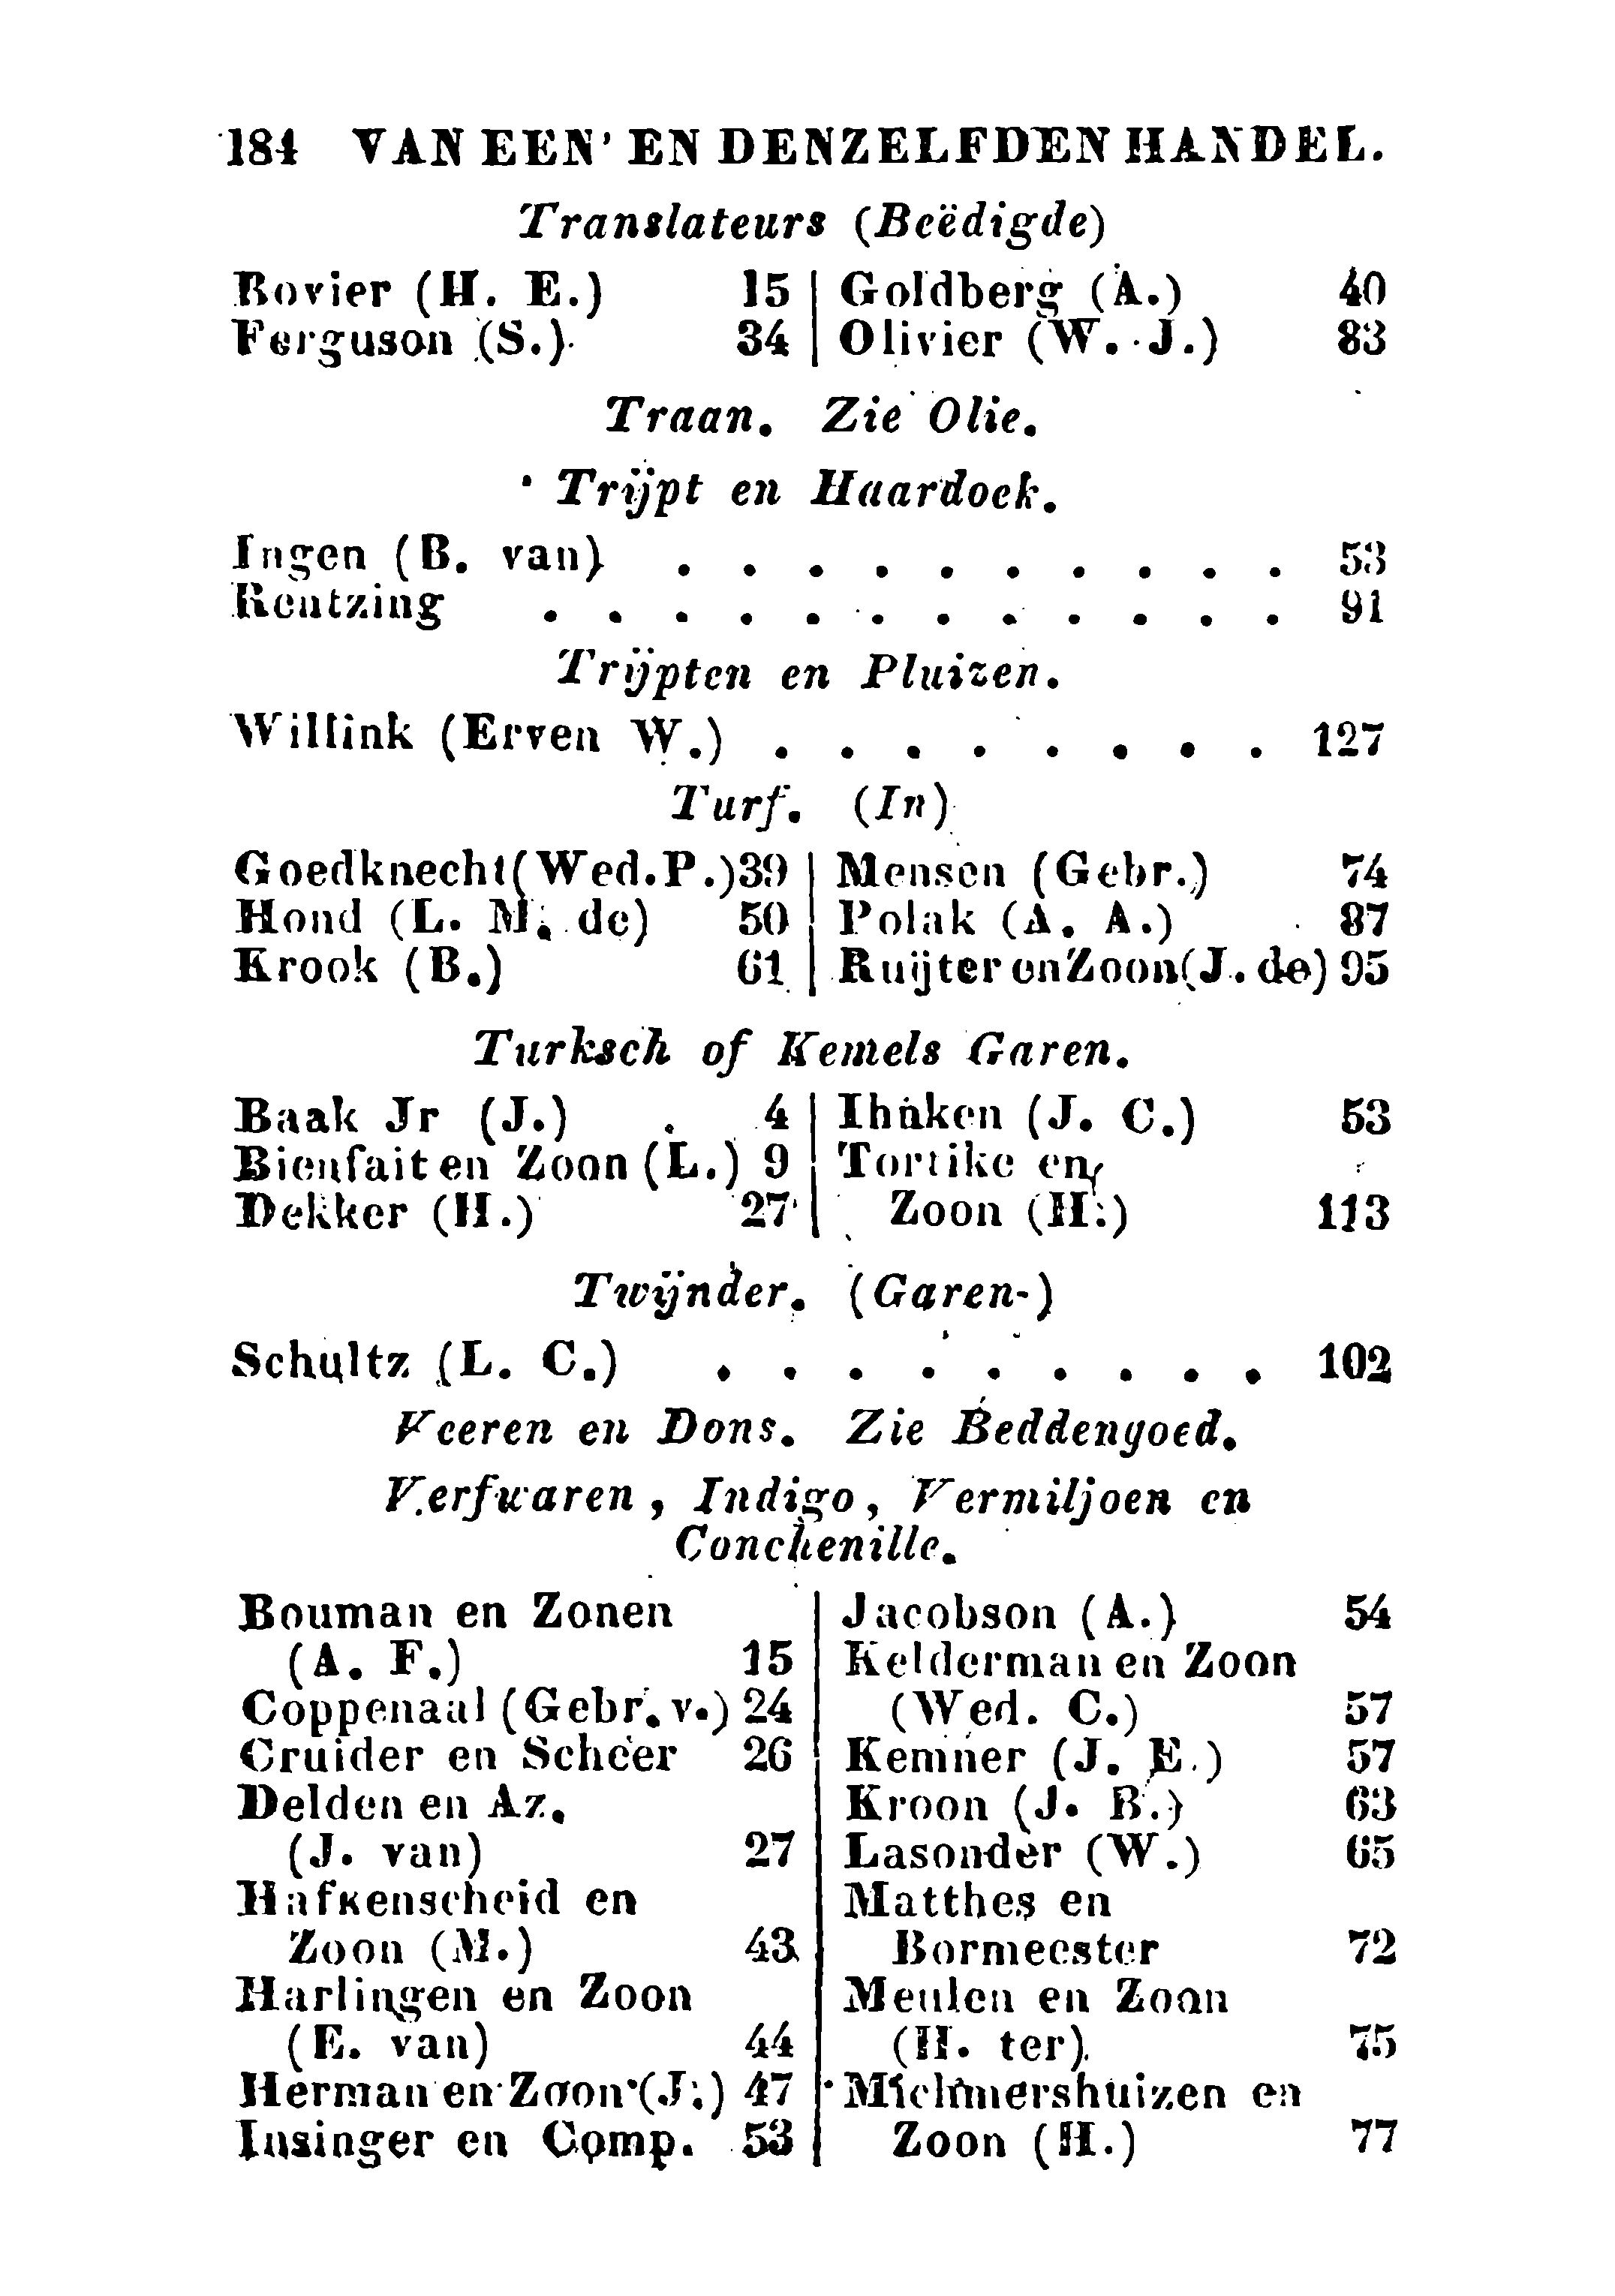 184 VAN EEN' EN DENZELFDEN HANDEL.
Translateurs (Beëdigde)
Bovier (H. E.) 15
Ferguson (S.) 34
Goldberg (A.) 40
Olivier (W. J.) 83
Traan. Zie Olie.
Trijpt en Haardoek.
Ingen (B. van) . . . . . . . . . . 53
Rentzing . . . . . . . . . . . . 91
Trijpten en Pluizen.
Willink (Erven W.) . . . . . . . . 127
Turf. (In)
Goedknecht (Wed. P.) 39
Hond (L. M. de) 50
Krook (B.) 61
Mensen (Gebr.) 74
Polak (A. A.) 87
Ruijter en Zoon (J. de) 95
Turksch of Kemels Garen.
Baak Jr (J.) . 4
Bienfait en Zoon (L.) 9
Dekker (H.) 27
Ihnken (J. C.) 53
Tortike en
Zoon (H.) 113
Twijnder. (Garen-)
Schultz (L. C.) . . . . . . . . . 102
Veeren en Dons. Zie Beddengoed.
Verfwaren, Indigo, Vermiljoen en
Conchenille.
Bouman en Zonen
(A. F.) 15
Coppenaal (Gebr. v.) 24
Cruider en Scheer 26
Delden en Az.
(J. van) 27
Hafkenscheid en
Zoon (M.) 43
Harlingen en Zoon
(E. van) 44
Herman en Zoon (J.) 47
Insinger en Comp. 53
Jacobson (A.) 54
Kelderman en Zoon
(Wed. C.) 57
Kemner (J. E.) 57
Kroon (J. B.) 63
Lasonder (W.) 65
Matthes en
Bormeester 72
Meulen en Zoon
(H. ter) 75
Michmershuizen en
Zoon (H.) 77